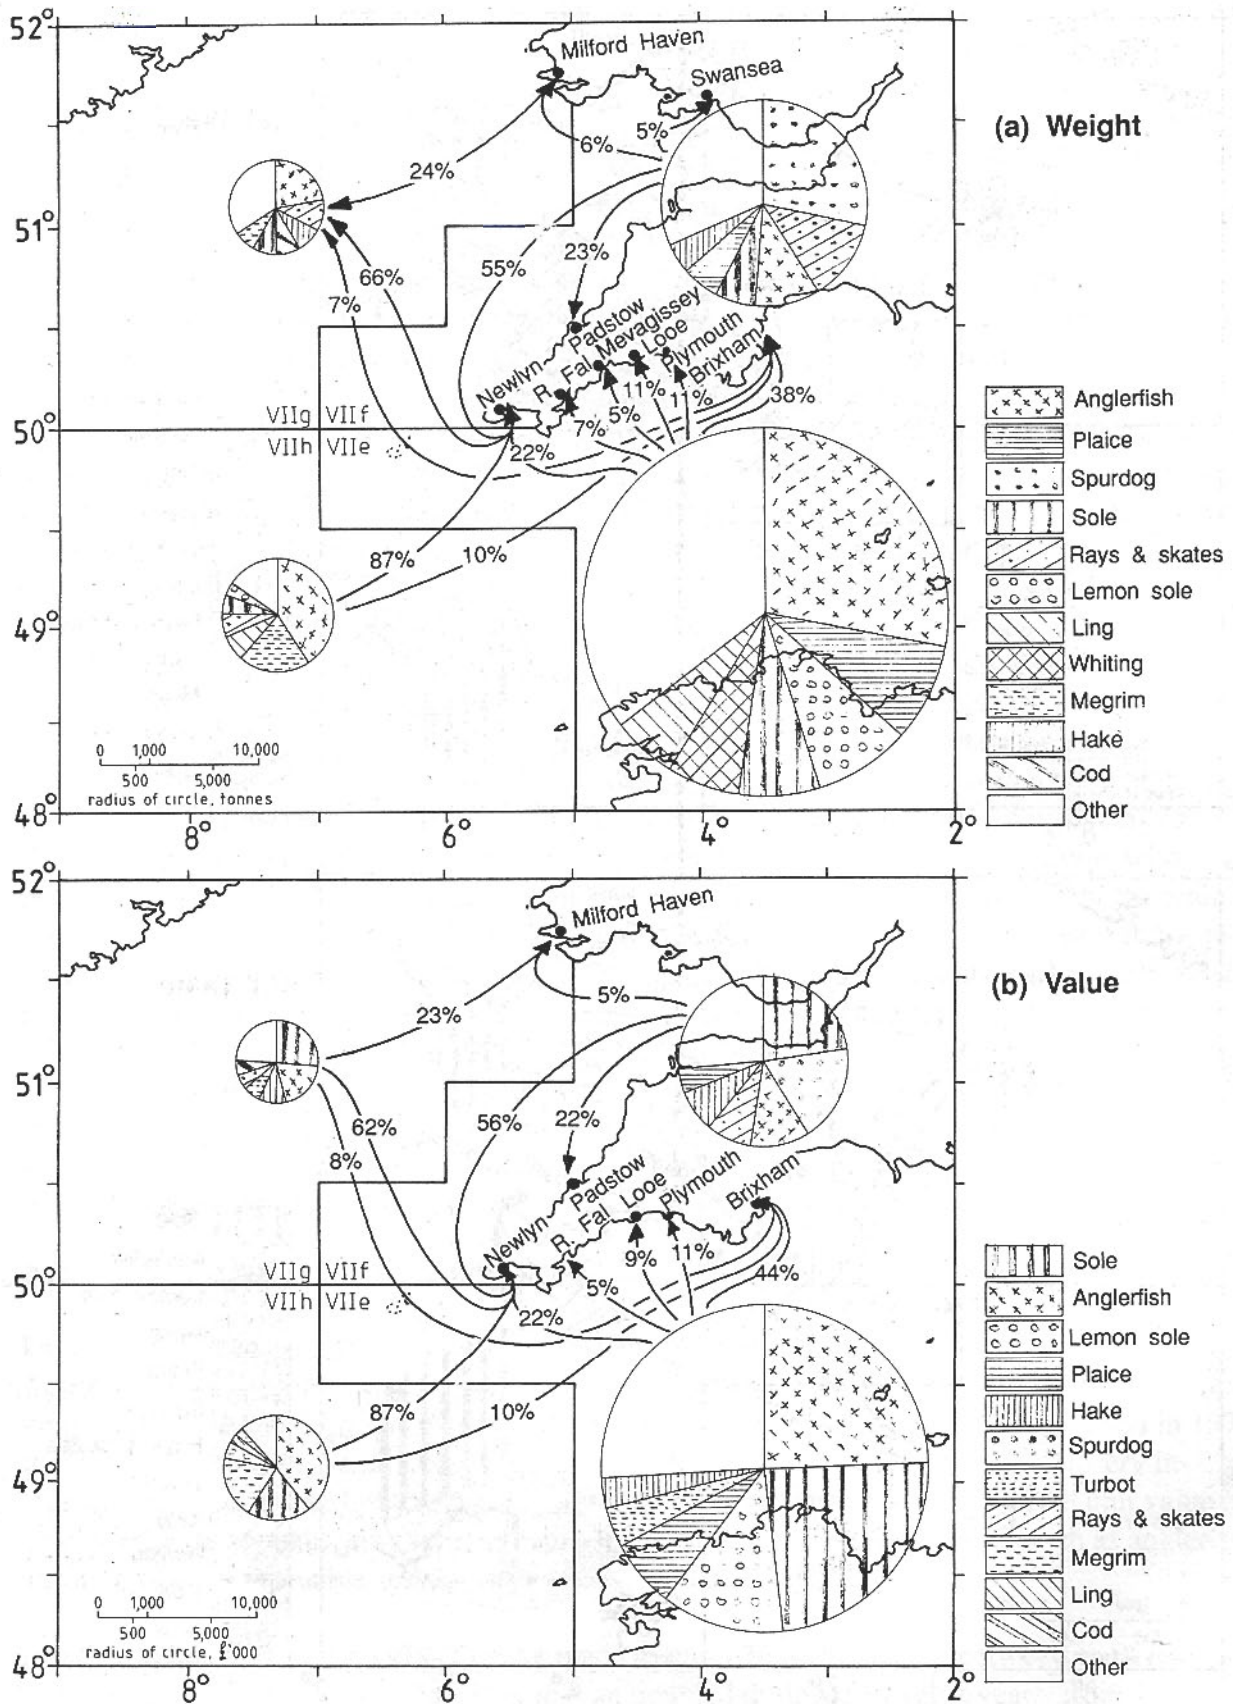 52°
51°
50°
49°
48°
8°
6°
4°
2°
Milford Haven
Swansea
(a) Weight
5%
6%
24%
23%
55%
66%
7%
Padstow
Mevagissey
Looe
Plymouth
Brixham
Newlyn
R. Fal
11%
11%
38%
5%
7%
22%
VIIg VIIf
VIIh VIIe
87%
10%
Anglerfish
Plaice
Spurdog
Sole
Rays & skates
Lemon sole
Ling
Whiting
Megrim
Hake
Cod
Other
0 1,000 10,000
500 5,000
radius of circle, tonnes
52°
51°
50°
49°
48°
8°
6°
4°
2°
Milford Haven
(b) Value
5%
23%
56%
22%
62%
8%
Padstow
Looe
Plymouth
Brixham
Newlyn
R. Fal
9%
11%
44%
5%
22%
VIIg VIIf
VIIh VIIe
87%
10%
Sole
Anglerfish
Lemon sole
Plaice
Hake
Spurdog
Turbot
Rays & skates
Megrim
Ling
Cod
Other
0 1,000 10,000
500 5,000
radius of circle, £'000